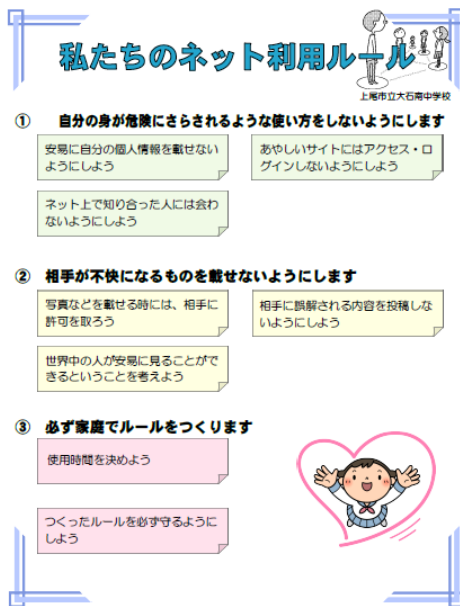 私たちのネット利用ルール
上尾市立大石南中学校
① 自分の身が危険にさらされるような使い方をしないようにします
安易に自分の個人情報を載せない
ようにしよう
あやしいサイトにはアクセス・ロ
グインしないようにしよう
ネット上で知り合った人には会わ
ないようにしよう
② 相手が不快になるものを載せないようにします
写真などを載せる時には、相手に
許可を取ろう
相手に誤解される内容を投稿しな
いようにしよう
世界中の人が安易に見ることがで
きるということを考えよう
③ 必ず家庭でルールをつくります
使用時間を決めよう
つくったルールを必ず守るように
しよう